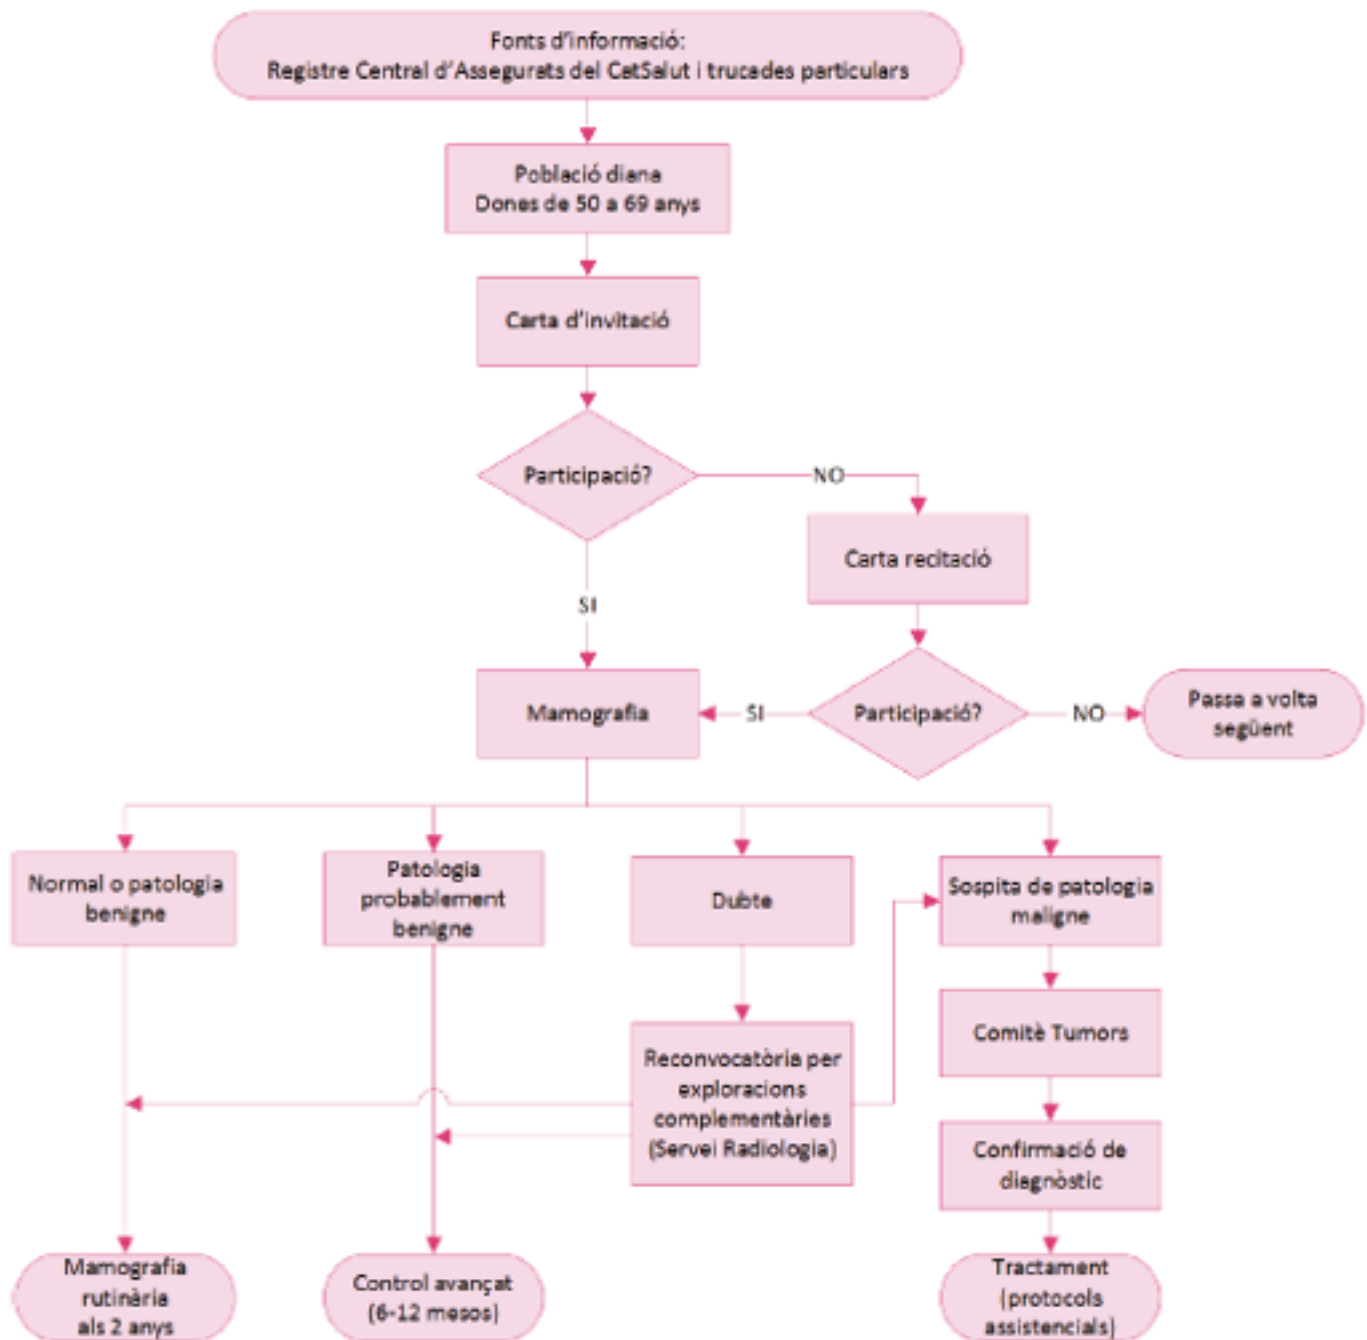 Fonts d'informació:
Registre Central d'Assegurats del CatSalut i trucades particulars
Població diana
Dones de 50 a 69 anys
Carta d'invitació
Participació?
NO
Carta recitació
SI
Mamografia
SI
Participació?
NO
Passa a volta
següent
Normal o patologia
benigne
Patologia
probablement
benigne
Dubte
Sospita de patologia
maligne
Reconvocatòria per
exploracions
complementàries
(Servei Radiologia)
Comitè Tumors
Confirmació de
diagnòstic
Mamografia
rutinària
als 2 anys
Control avançat
(6-12 mesos)
Tractament
(protocols
assistencials)